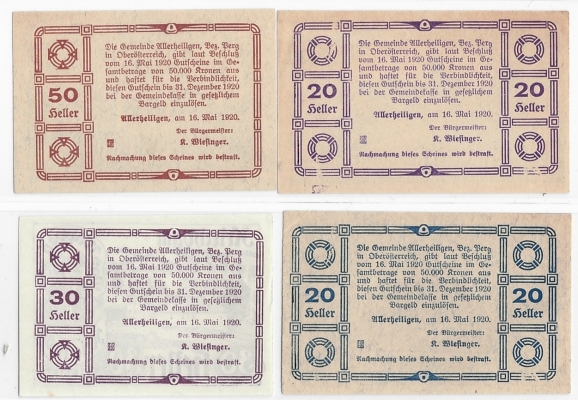 Die Gemeinde Allerheiligen, Bez. Perg
in Oberösterreich, gibt laut Beschluß
vom 16. Mai 1920 Gutscheine im Ge-
samtbetrage von 50.000 Kronen aus
und haftet für die Verbindlichkeit,
diesen Gutschein bis 31. Dezember 1920
bei der Gemeindekasse in gesetzlichem
Bargeld einzulösen.
Allerheiligen, am 16. Mai 1920.
Der Bürgermeister:
K. Wiesinger.
Nachmachung dieses Scheines wird bestraft.
50
Heller
Die Gemeinde Allerheiligen, Bez. Perg
in Oberösterreich, gibt laut Beschluß
vom 16. Mai 1920 Gutscheine im Ge-
samtbetrage von 50.000 Kronen aus
und haftet für die Verbindlichkeit,
diesen Gutschein bis 31. Dezember 1920
bei der Gemeindekasse in gesetzlichem
Bargeld einzulösen.
Allerheiligen, am 16. Mai 1920.
Der Bürgermeister:
K. Wiesinger.
Nachmachung dieses Scheines wird bestraft.
20
Heller
20
Heller
Die Gemeinde Allerheiligen, Bez. Perg
in Oberösterreich, gibt laut Beschluß
vom 16. Mai 1920 Gutscheine im Ge-
samtbetrage von 50.000 Kronen aus
und haftet für die Verbindlichkeit,
diesen Gutschein bis 31. Dezember 1920
bei der Gemeindekasse in gesetzlichem
Bargeld einzulösen.
Allerheiligen, am 16. Mai 1920.
Der Bürgermeister:
K. Wiesinger.
Nachmachung dieses Scheines wird bestraft.
30
Heller
Die Gemeinde Allerheiligen, Bez. Perg
in Oberösterreich, gibt laut Beschluß
vom 16. Mai 1920 Gutscheine im Ge-
samtbetrage von 50.000 Kronen aus
und haftet für die Verbindlichkeit,
diesen Gutschein bis 31. Dezember 1920
bei der Gemeindekasse in gesetzlichem
Bargeld einzulösen.
Allerheiligen, am 16. Mai 1920.
Der Bürgermeister:
K. Wiesinger.
Nachmachung dieses Scheines wird bestraft.
20
Heller
20
Heller